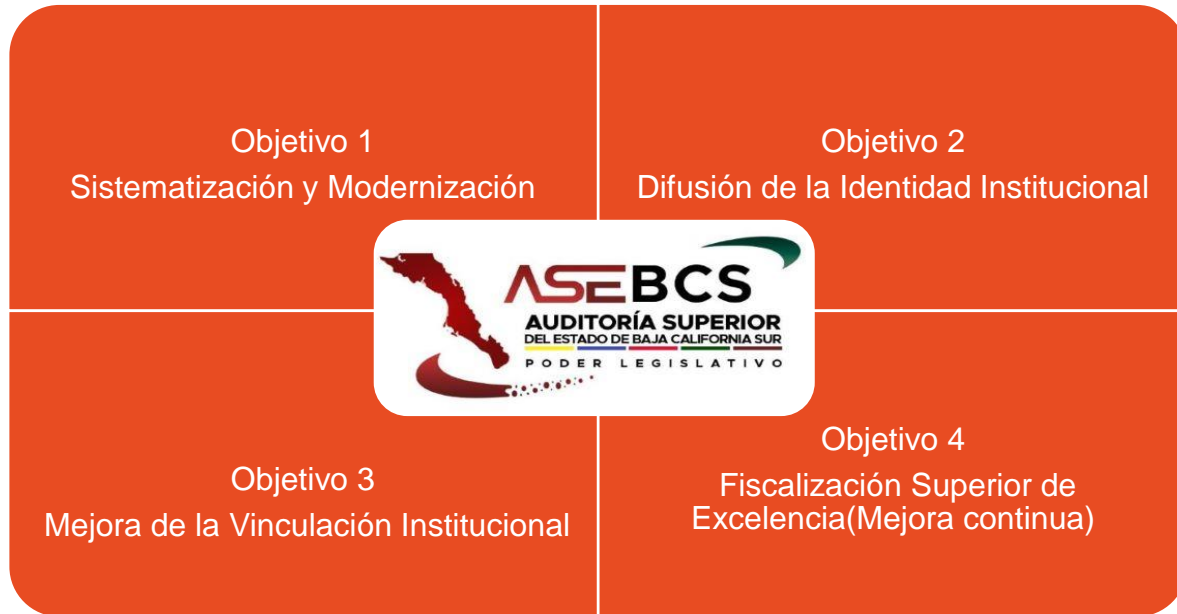 Objetivo 1
Sistematización y Modernización
Objetivo 2
Difusión de la Identidad Institucional
ASEBCS
AUDITORÍA SUPERIOR
DEL ESTADO DE BAJA CALIFORNIA SUR
PODER LEGISLATIVO
Objetivo 3
Mejora de la Vinculación Institucional
Objetivo 4
Fiscalización Superior de
Excelencia(Mejora continua)